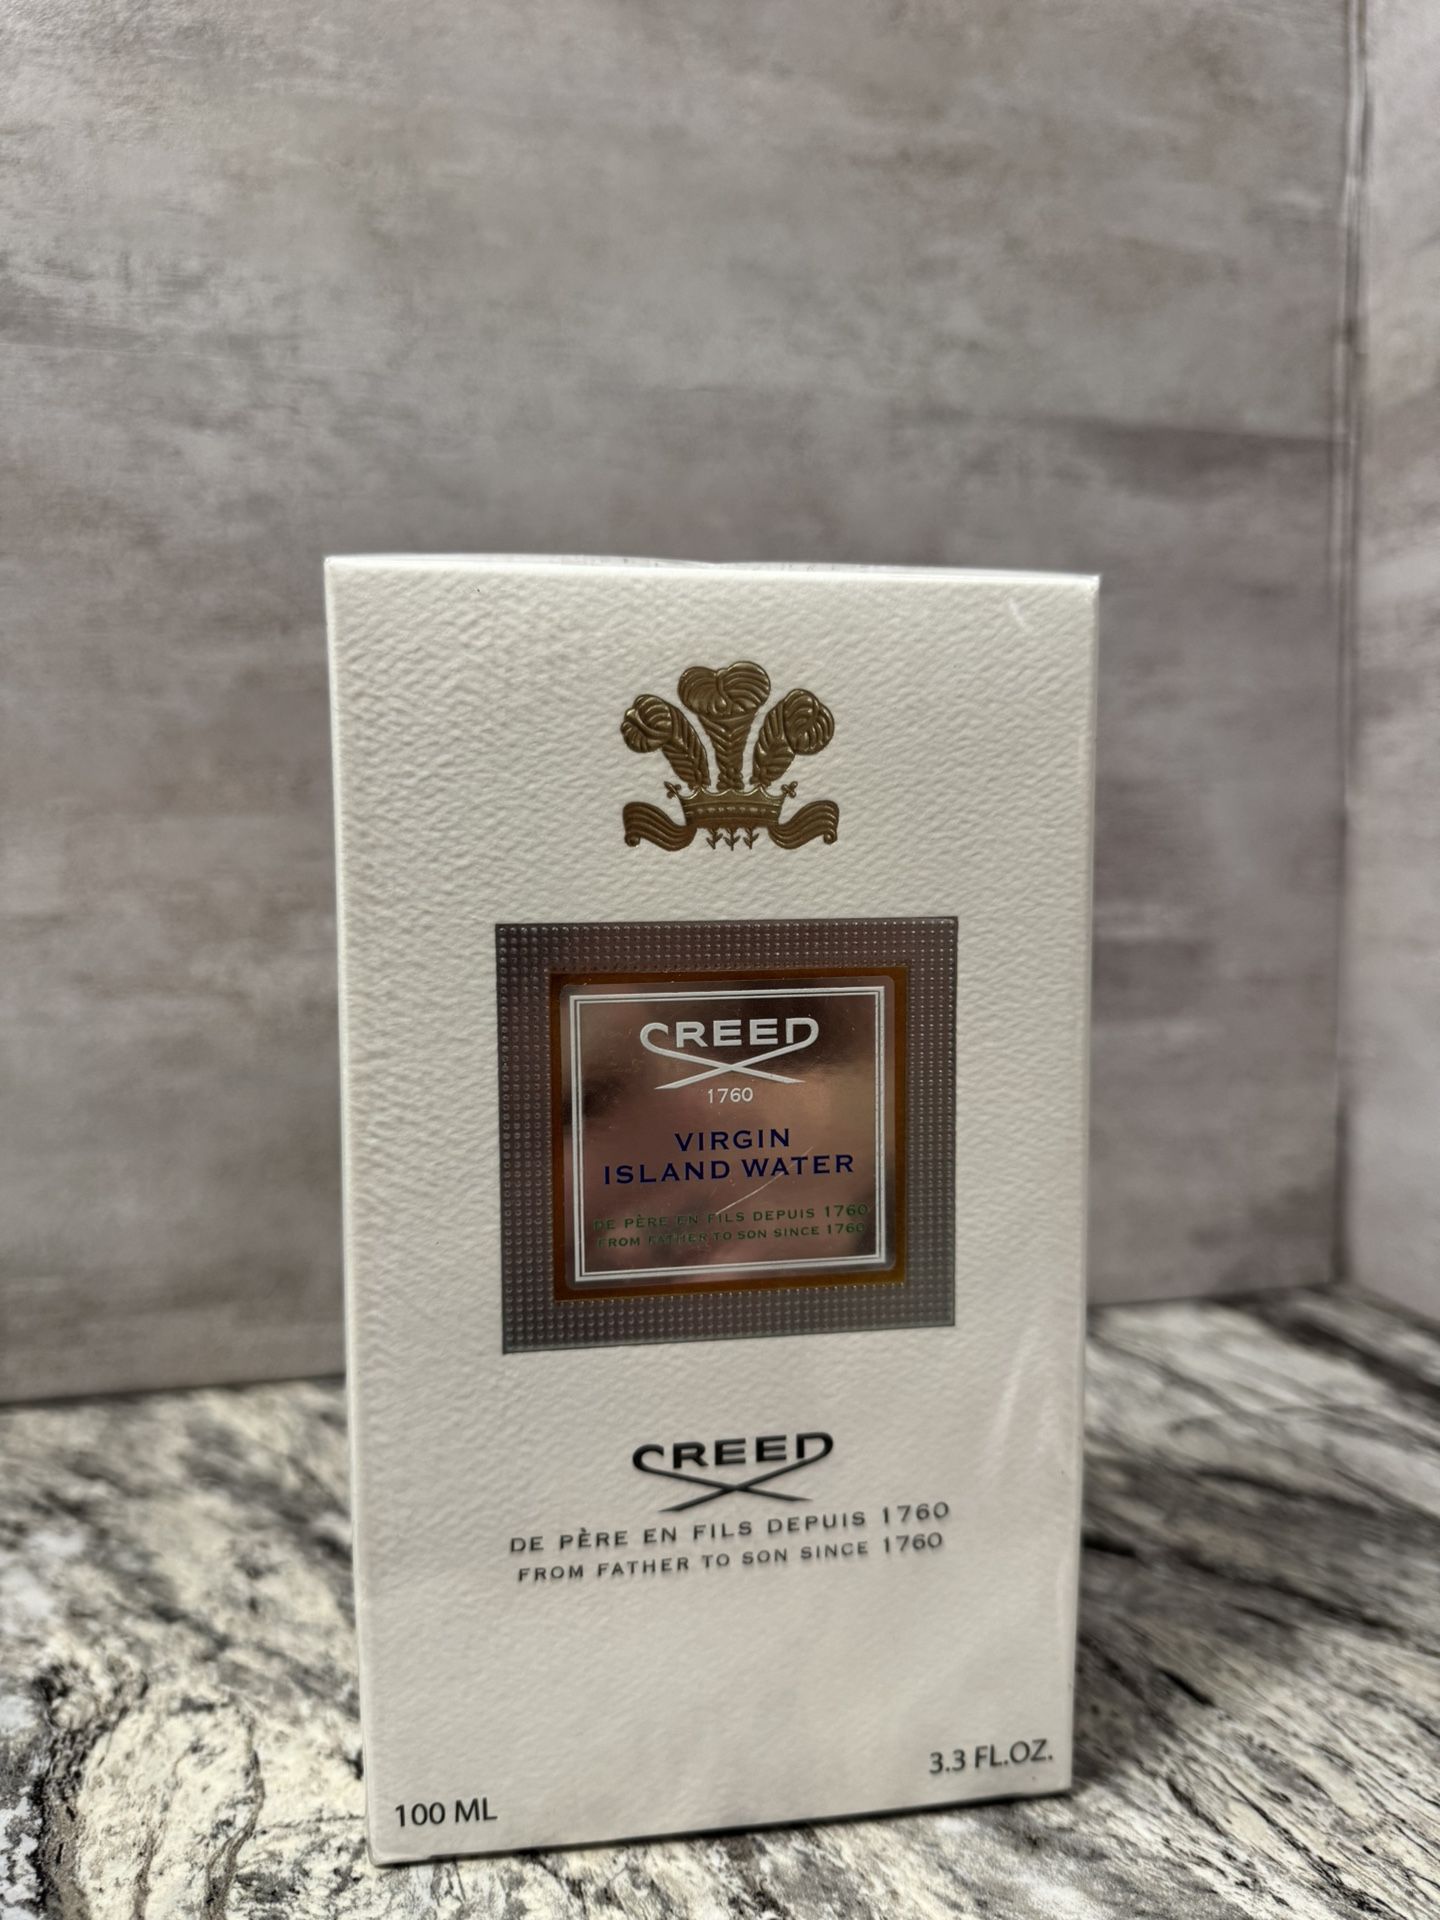 CREED
1760
VIRGIN
ISLAND WATER
DE PÈRE EN FILS DEPUIS 1760
FROM FATHER TO SON SINCE 1760
CREED
DE PÈRE EN FILS DEPUIS 1760
FROM FATHER TO SON SINCE 1760
100 ML
3.3 FL.OZ.